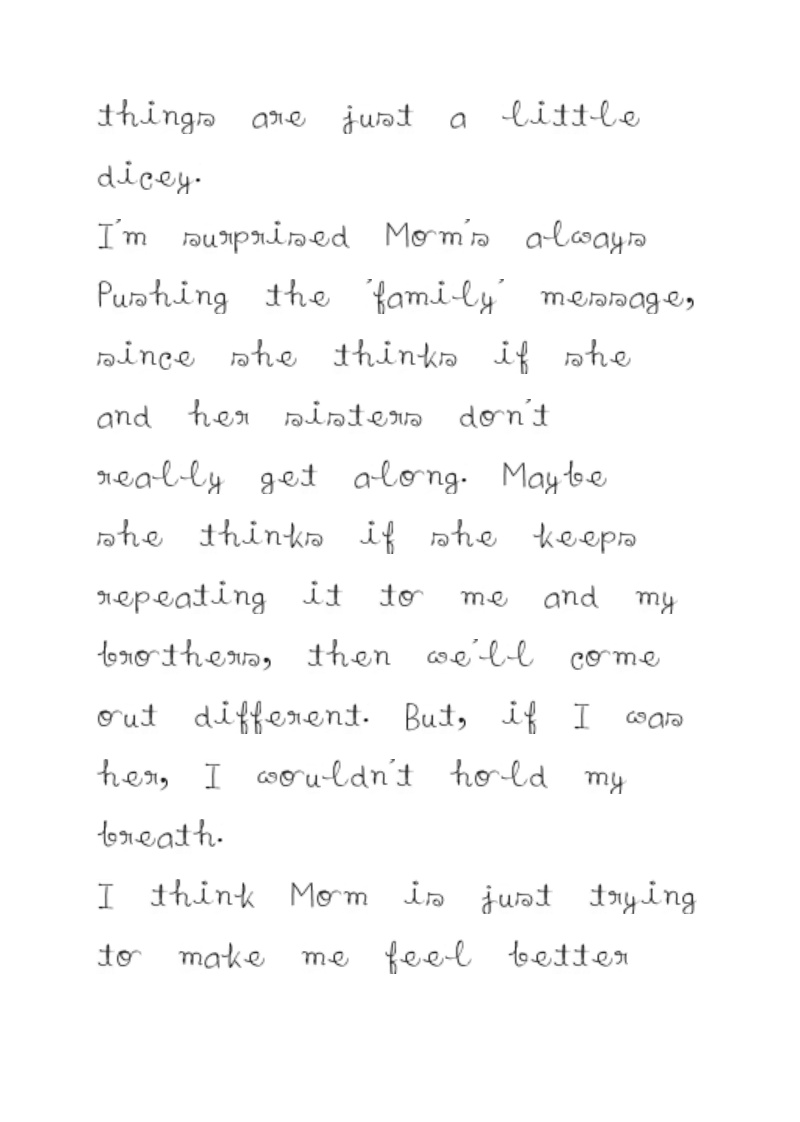 things are just a little
dicey.
I'm surprised Mom's always
Pushing the 'family' message,
since she thinks if she
and her sisters don't
really get along. Maybe
she thinks if she keeps
repeating it to me and my
brothers, then we'll come
out different. But, if I was
her, I wouldn't hold my
breath.
I think Mom is just trying
to make me feel better